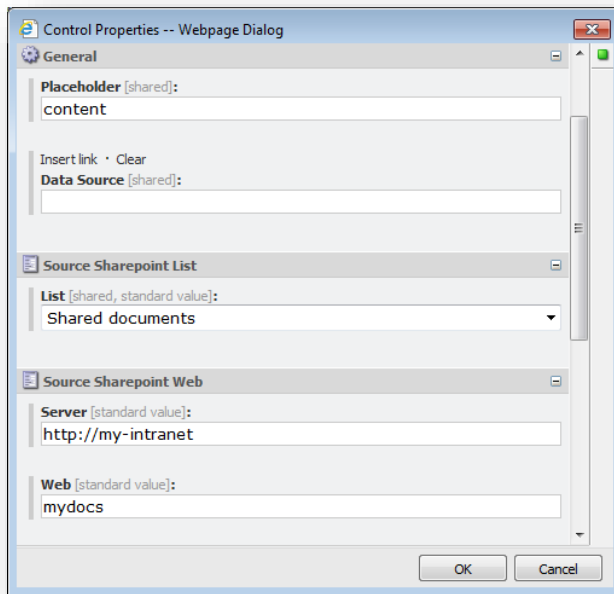 Control Properties -- Webpage Dialog
General
Placeholder [shared]:
content
Insert link · Clear
Data Source [shared]:
Source Sharepoint List
List [shared, standard value]:
Shared documents
Source Sharepoint Web
Server [standard value]:
http://my-intranet
Web [standard value]:
mydocs
OK Cancel